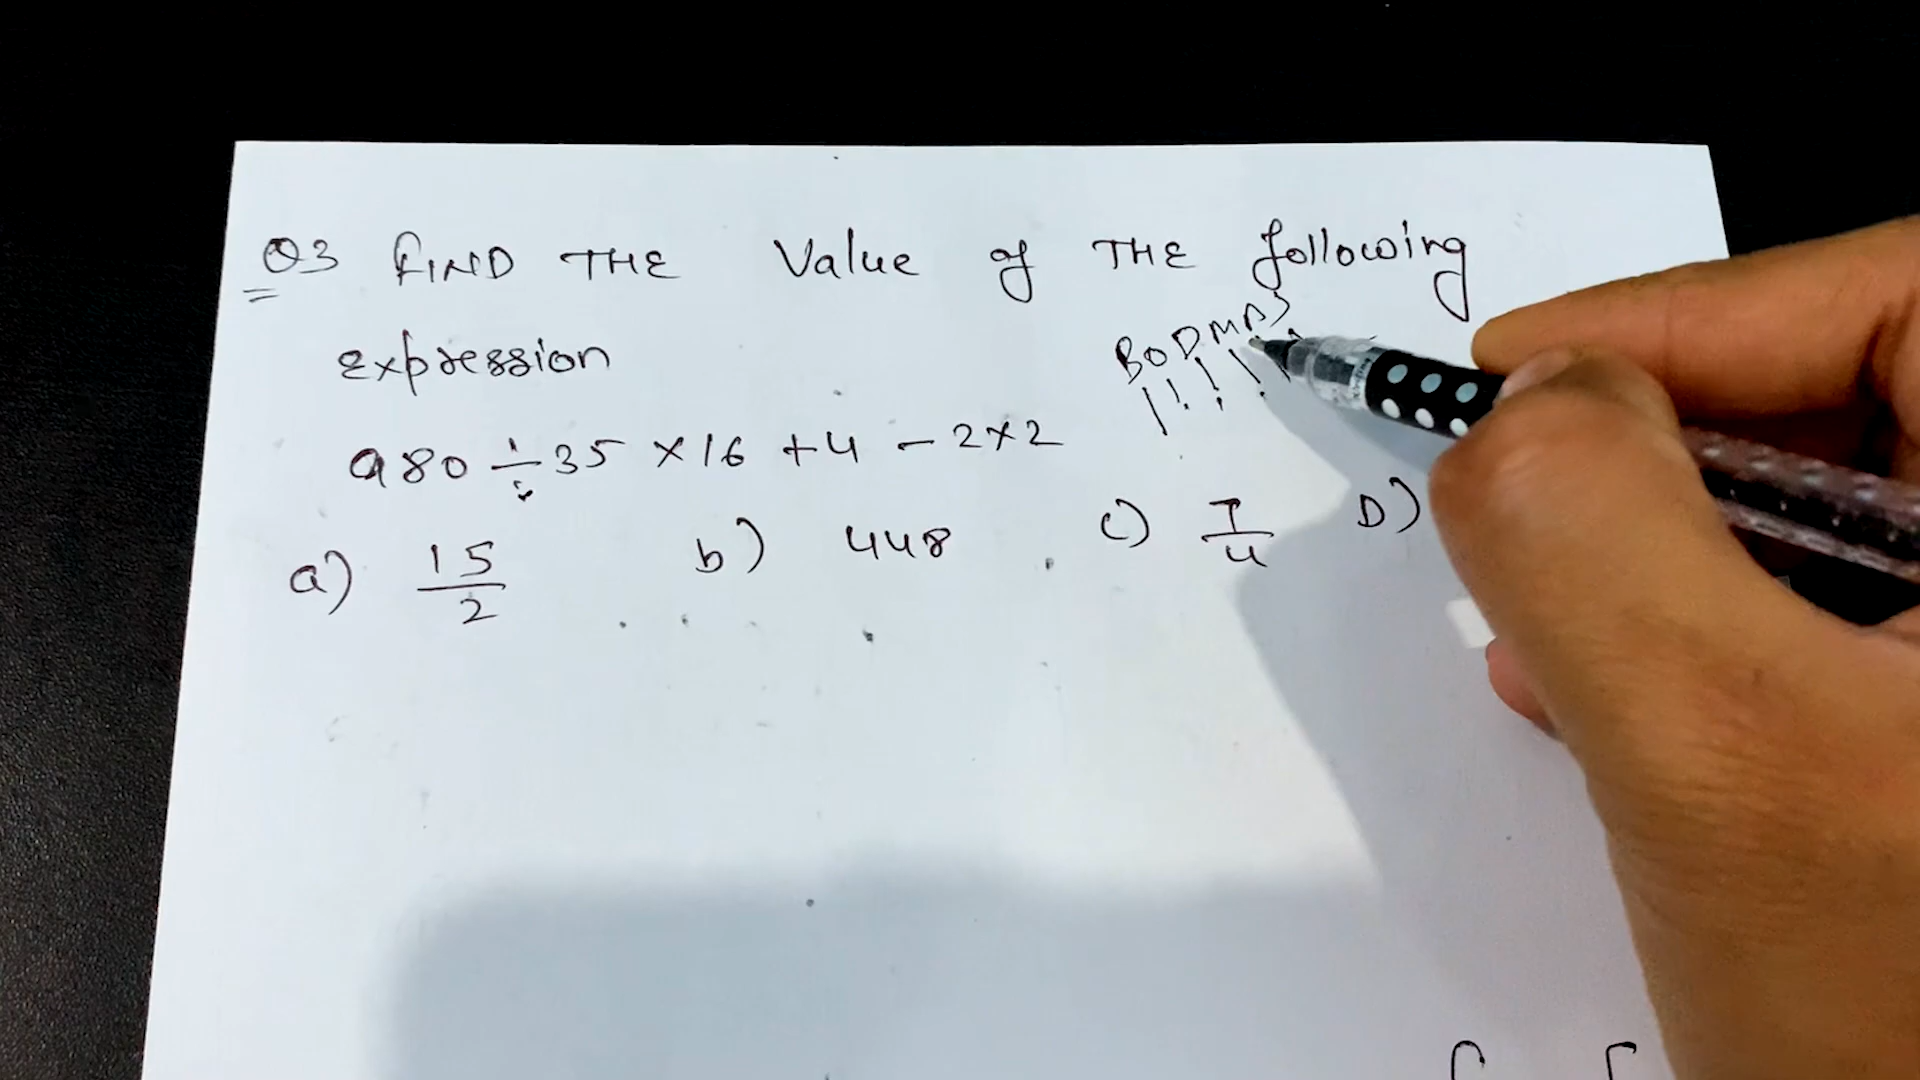 Q3 FIND THE Value of THE following
expression
BODMAS
980 ÷ 35 × 16 + 4 - 2 × 2
a) 15/2 b) 448 c) 7/4 D)